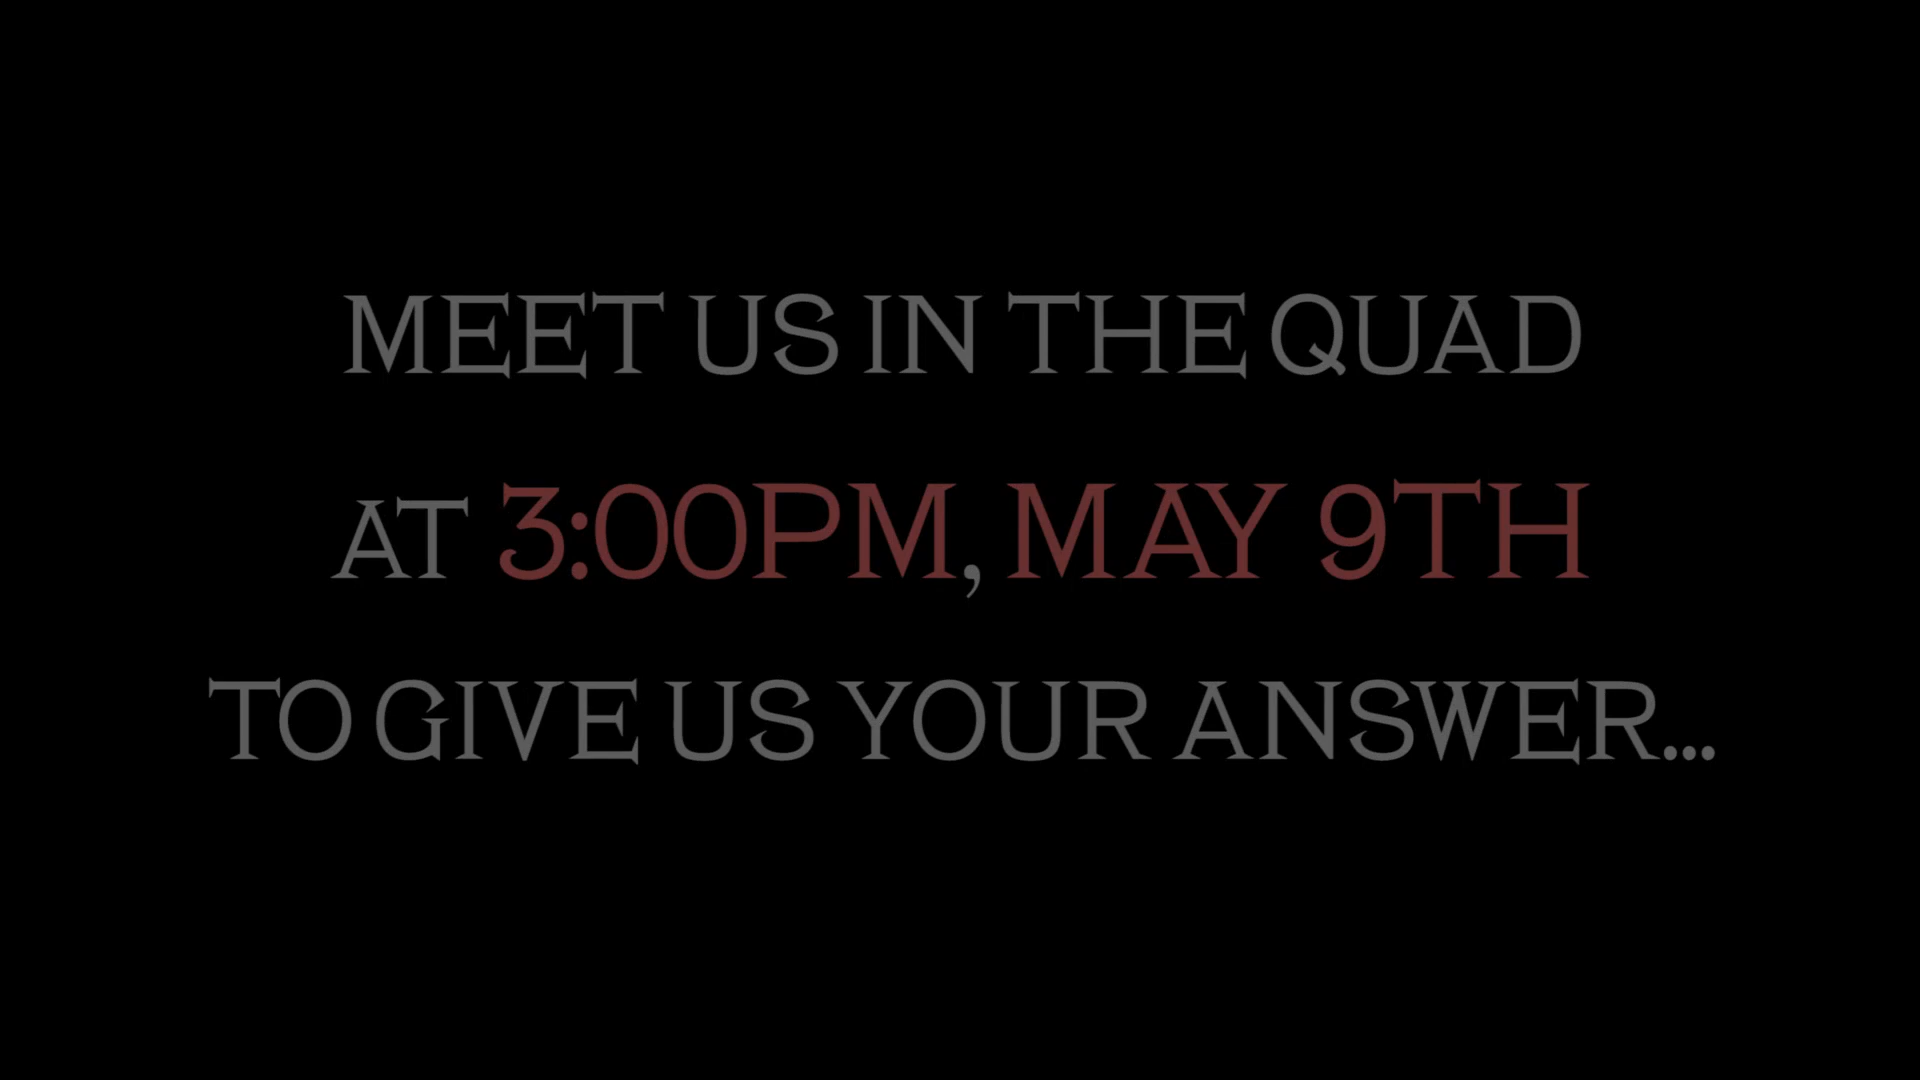 MEET US IN THE QUAD
AT 3:00PM, MAY 9TH
TO GIVE US YOUR ANSWER...